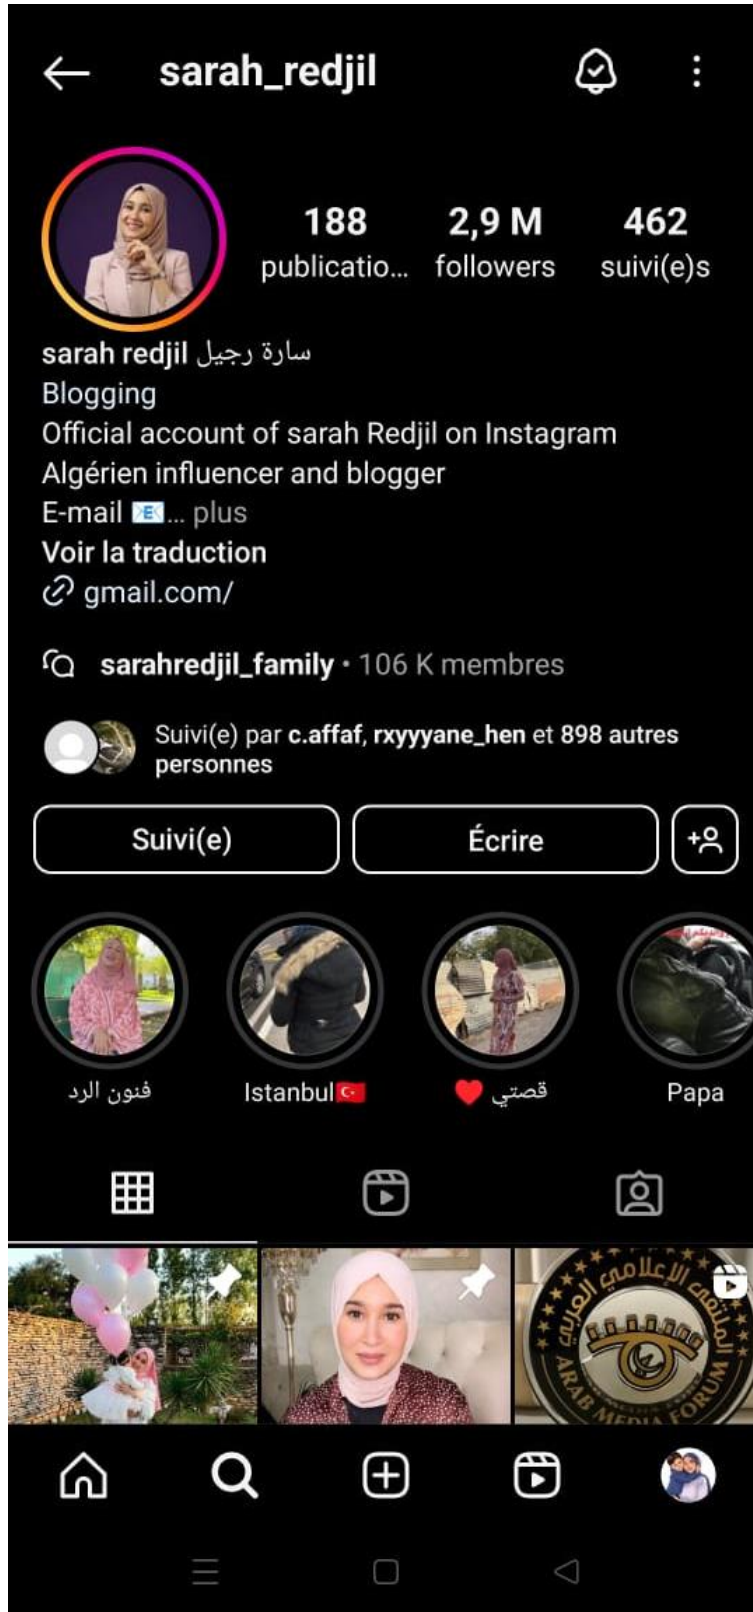 sarah_redjil
188
publicatio...
2,9 M
followers
462
suivi(e)s
sarah redjil سارة رجيل
Blogging
Official account of sarah Redjil on Instagram
Algérien influencer and blogger
E-mail 📧... plus
Voir la traduction
gmail.com/
sarahredjil_family • 106 K membres
Suivi(e) par c.affaf, rxyyyane_hen et 898 autres
personnes
Suivi(e)
Écrire
فنون الرد
Istanbul🇹🇷
قصتي ❤️
Papa
الملتقى الإعلامي العربي
ARAB MEDIA FORUM